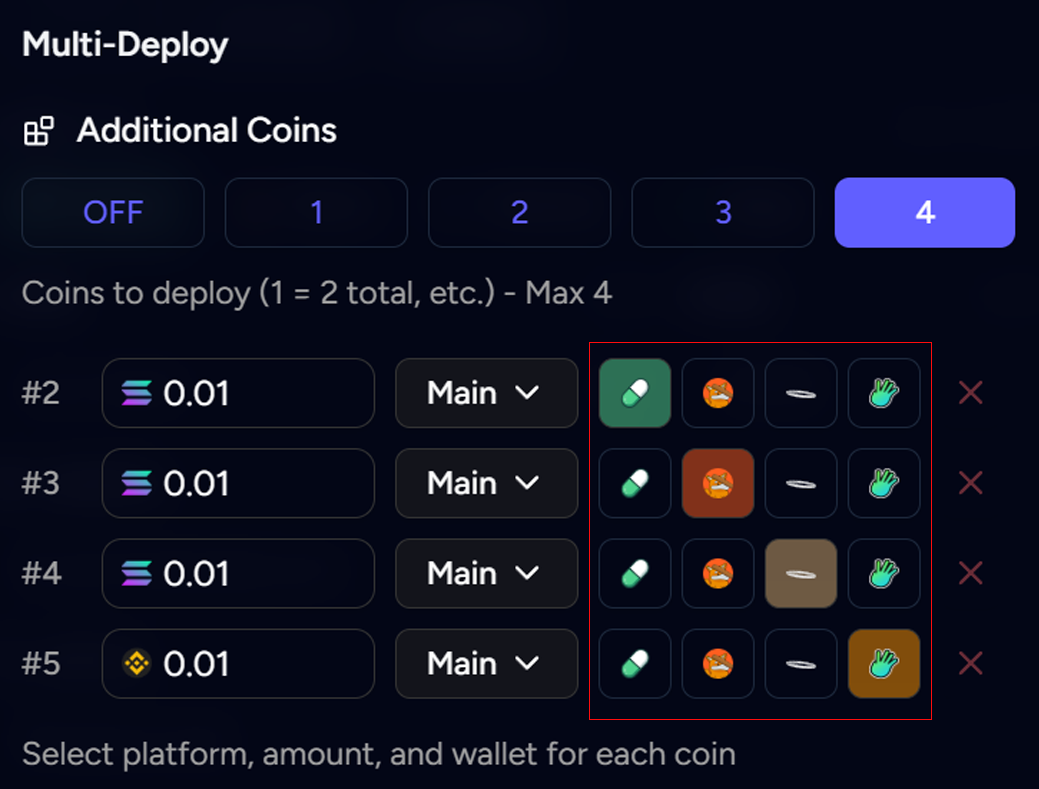 Multi-Deploy
Additional Coins
OFF 1 2 3 4
Coins to deploy (1 = 2 total, etc.) - Max 4
#2 0.01 Main
#3 0.01 Main
#4 0.01 Main
#5 0.01 Main
Select platform, amount, and wallet for each coin